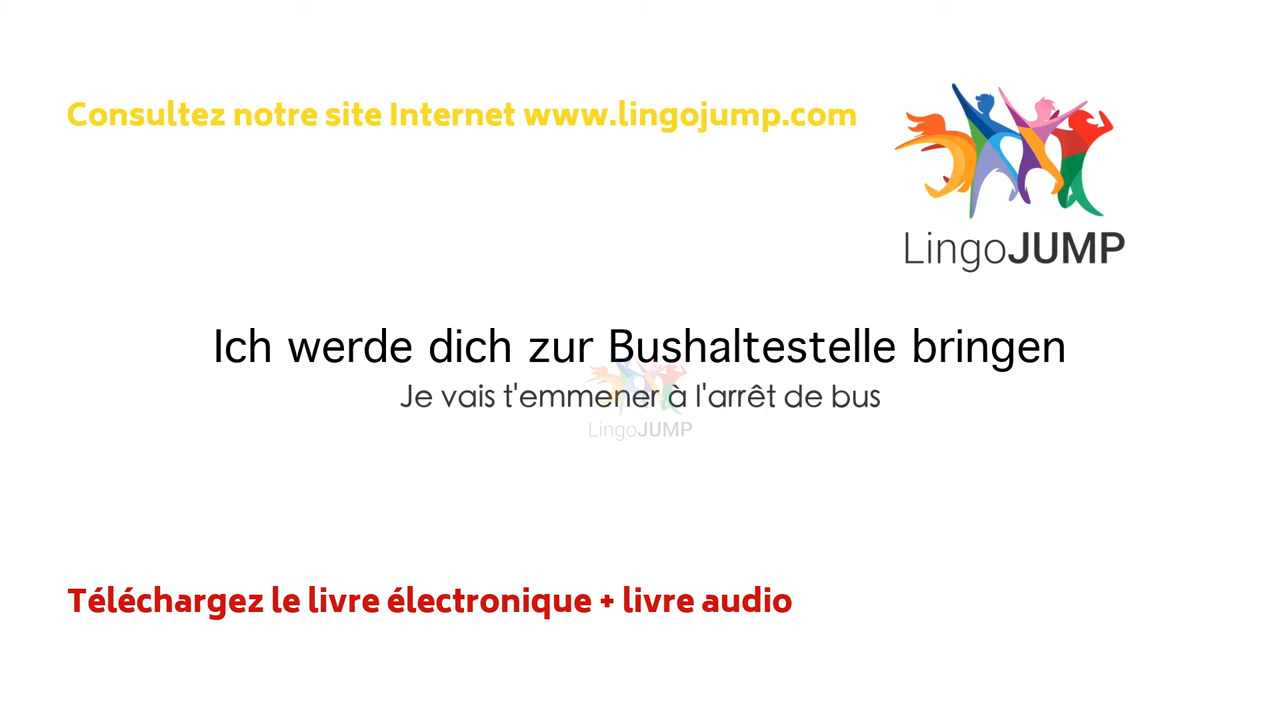 Consultez notre site Internet www.lingojump.com
LingoJUMP
Ich werde dich zur Bushaltestelle bringen
Je vais t'emmener à l'arrêt de bus
LingoJUMP
Téléchargez le livre électronique + livre audio